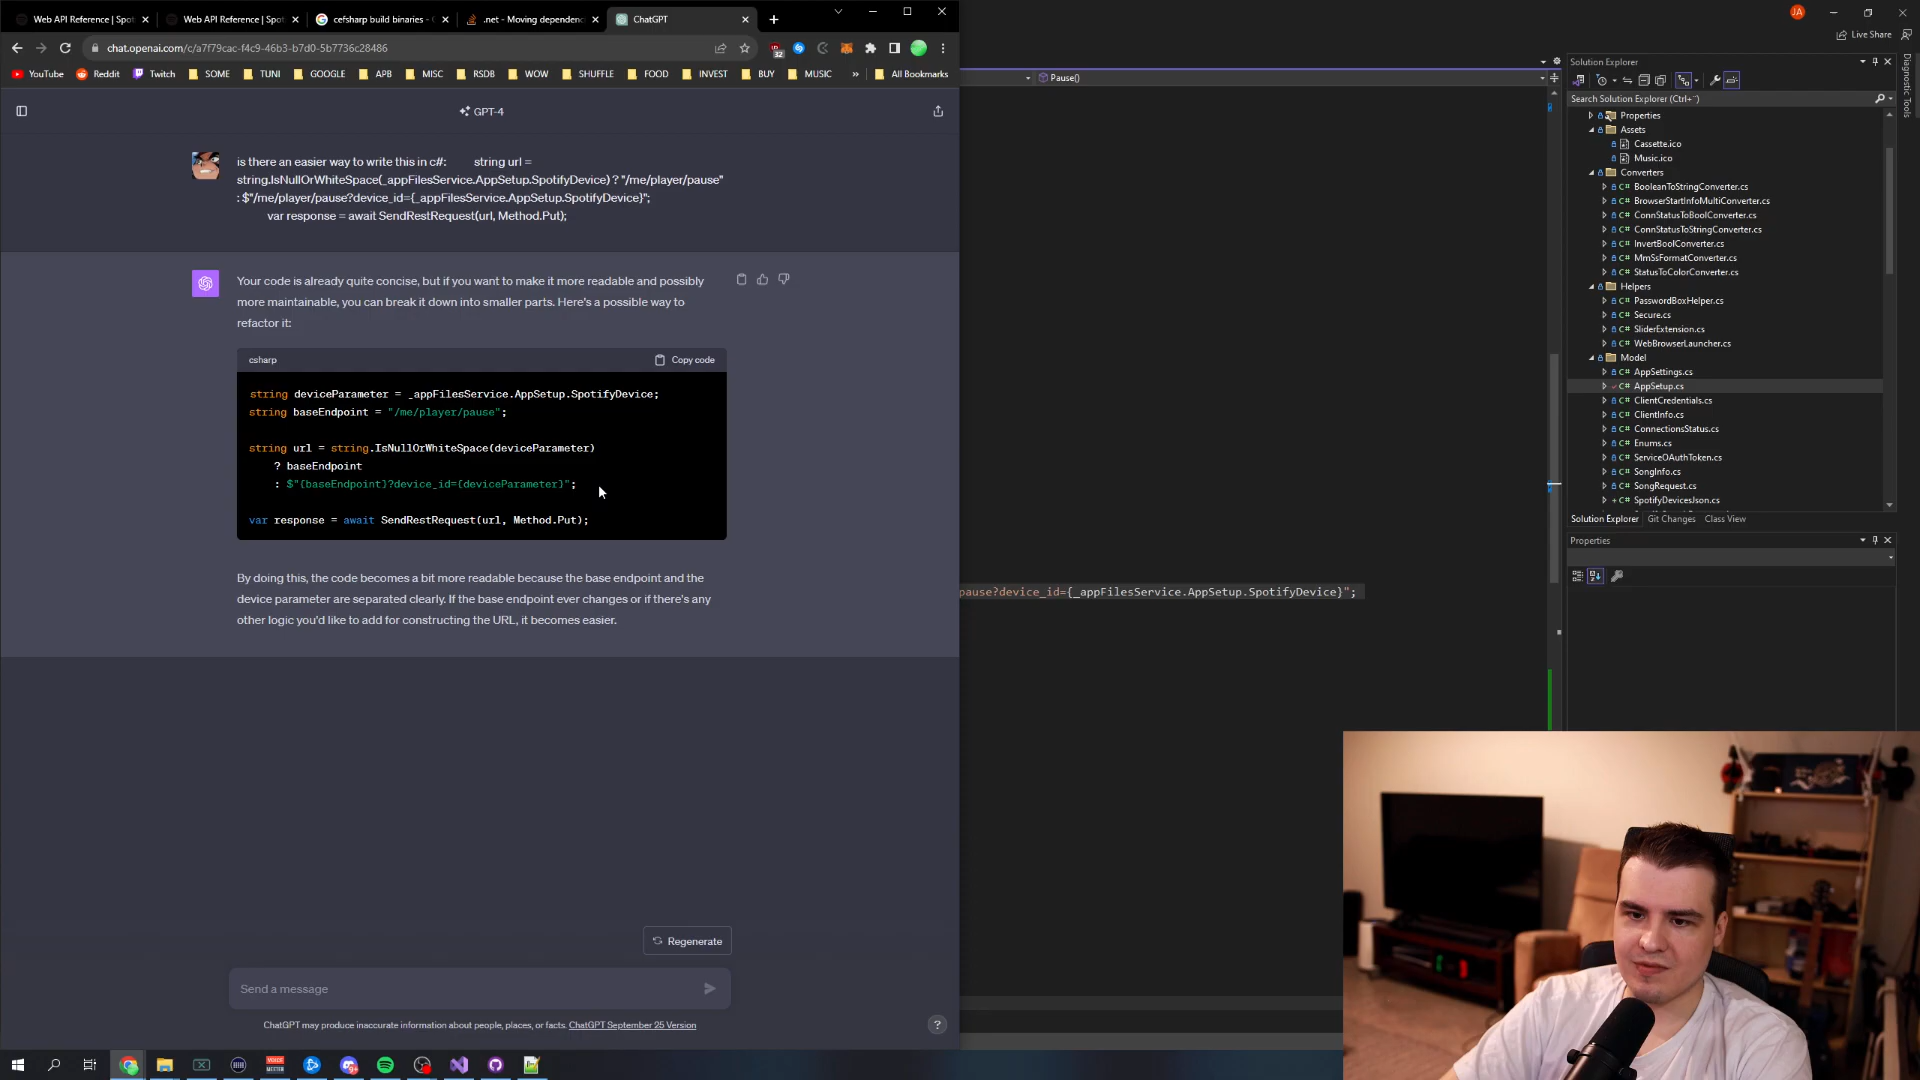 Web API Reference | Spot
Web API Reference | Spot
cefsharp build binaries -
.net - Moving dependenc
ChatGPT
chat.openai.com/c/a7f79cac-f4c9-46b3-b7d0-5b7736c28486
YouTube
Reddit
Twitch
SOME
TUNI
GOOGLE
APB
MISC
RSDB
WOW
SHUFFLE
FOOD
INVEST
BUY
MUSIC
»
All Bookmarks
GPT-4
is there an easier way to write this in c#: string url =
string.IsNullOrWhiteSpace(_appFilesService.AppSetup.SpotifyDevice) ? "/me/player/pause"
: $"/me/player/pause?device_id={_appFilesService.AppSetup.SpotifyDevice}";
var response = await SendRestRequest(url, Method.Put);
Your code is already quite concise, but if you want to make it more readable and possibly
more maintainable, you can break it down into smaller parts. Here's a possible way to
refactor it:
csharp
Copy code
string deviceParameter = _appFilesService.AppSetup.SpotifyDevice;
string baseEndpoint = "/me/player/pause";
string url = string.IsNullOrWhiteSpace(deviceParameter)
? baseEndpoint
: $"{baseEndpoint}?device_id={deviceParameter}";
var response = await SendRestRequest(url, Method.Put);
By doing this, the code becomes a bit more readable because the base endpoint and the
device parameter are separated clearly. If the base endpoint ever changes or if there's any
other logic you'd like to add for constructing the URL, it becomes easier.
Regenerate
Send a message
ChatGPT may produce inaccurate information about people, places, or facts. ChatGPT September 25 Version
?
JA
Live Share
Pause()
pause?device_id={_appFilesService.AppSetup.SpotifyDevice}";
Diagnostic Tools
Solution Explorer
Search Solution Explorer (Ctrl+¨)
Properties
Assets
Cassette.ico
Music.ico
Converters
C# BooleanToStringConverter.cs
C# BrowserStartInfoMultiConverter.cs
C# ConnStatusToBoolConverter.cs
C# ConnStatusToStringConverter.cs
C# InvertBoolConverter.cs
C# MmSsFormatConverter.cs
C# StatusToColorConverter.cs
Helpers
C# PasswordBoxHelper.cs
C# Secure.cs
C# SliderExtension.cs
C# WebBrowserLauncher.cs
Model
C# AppSettings.cs
C# AppSetup.cs
C# ClientCredentials.cs
C# ClientInfo.cs
C# ConnectionsStatus.cs
C# Enums.cs
C# ServiceOAuthToken.cs
C# SongInfo.cs
C# SongRequest.cs
C# SpotifyDevicesJson.cs
Solution Explorer
Git Changes
Class View
Properties